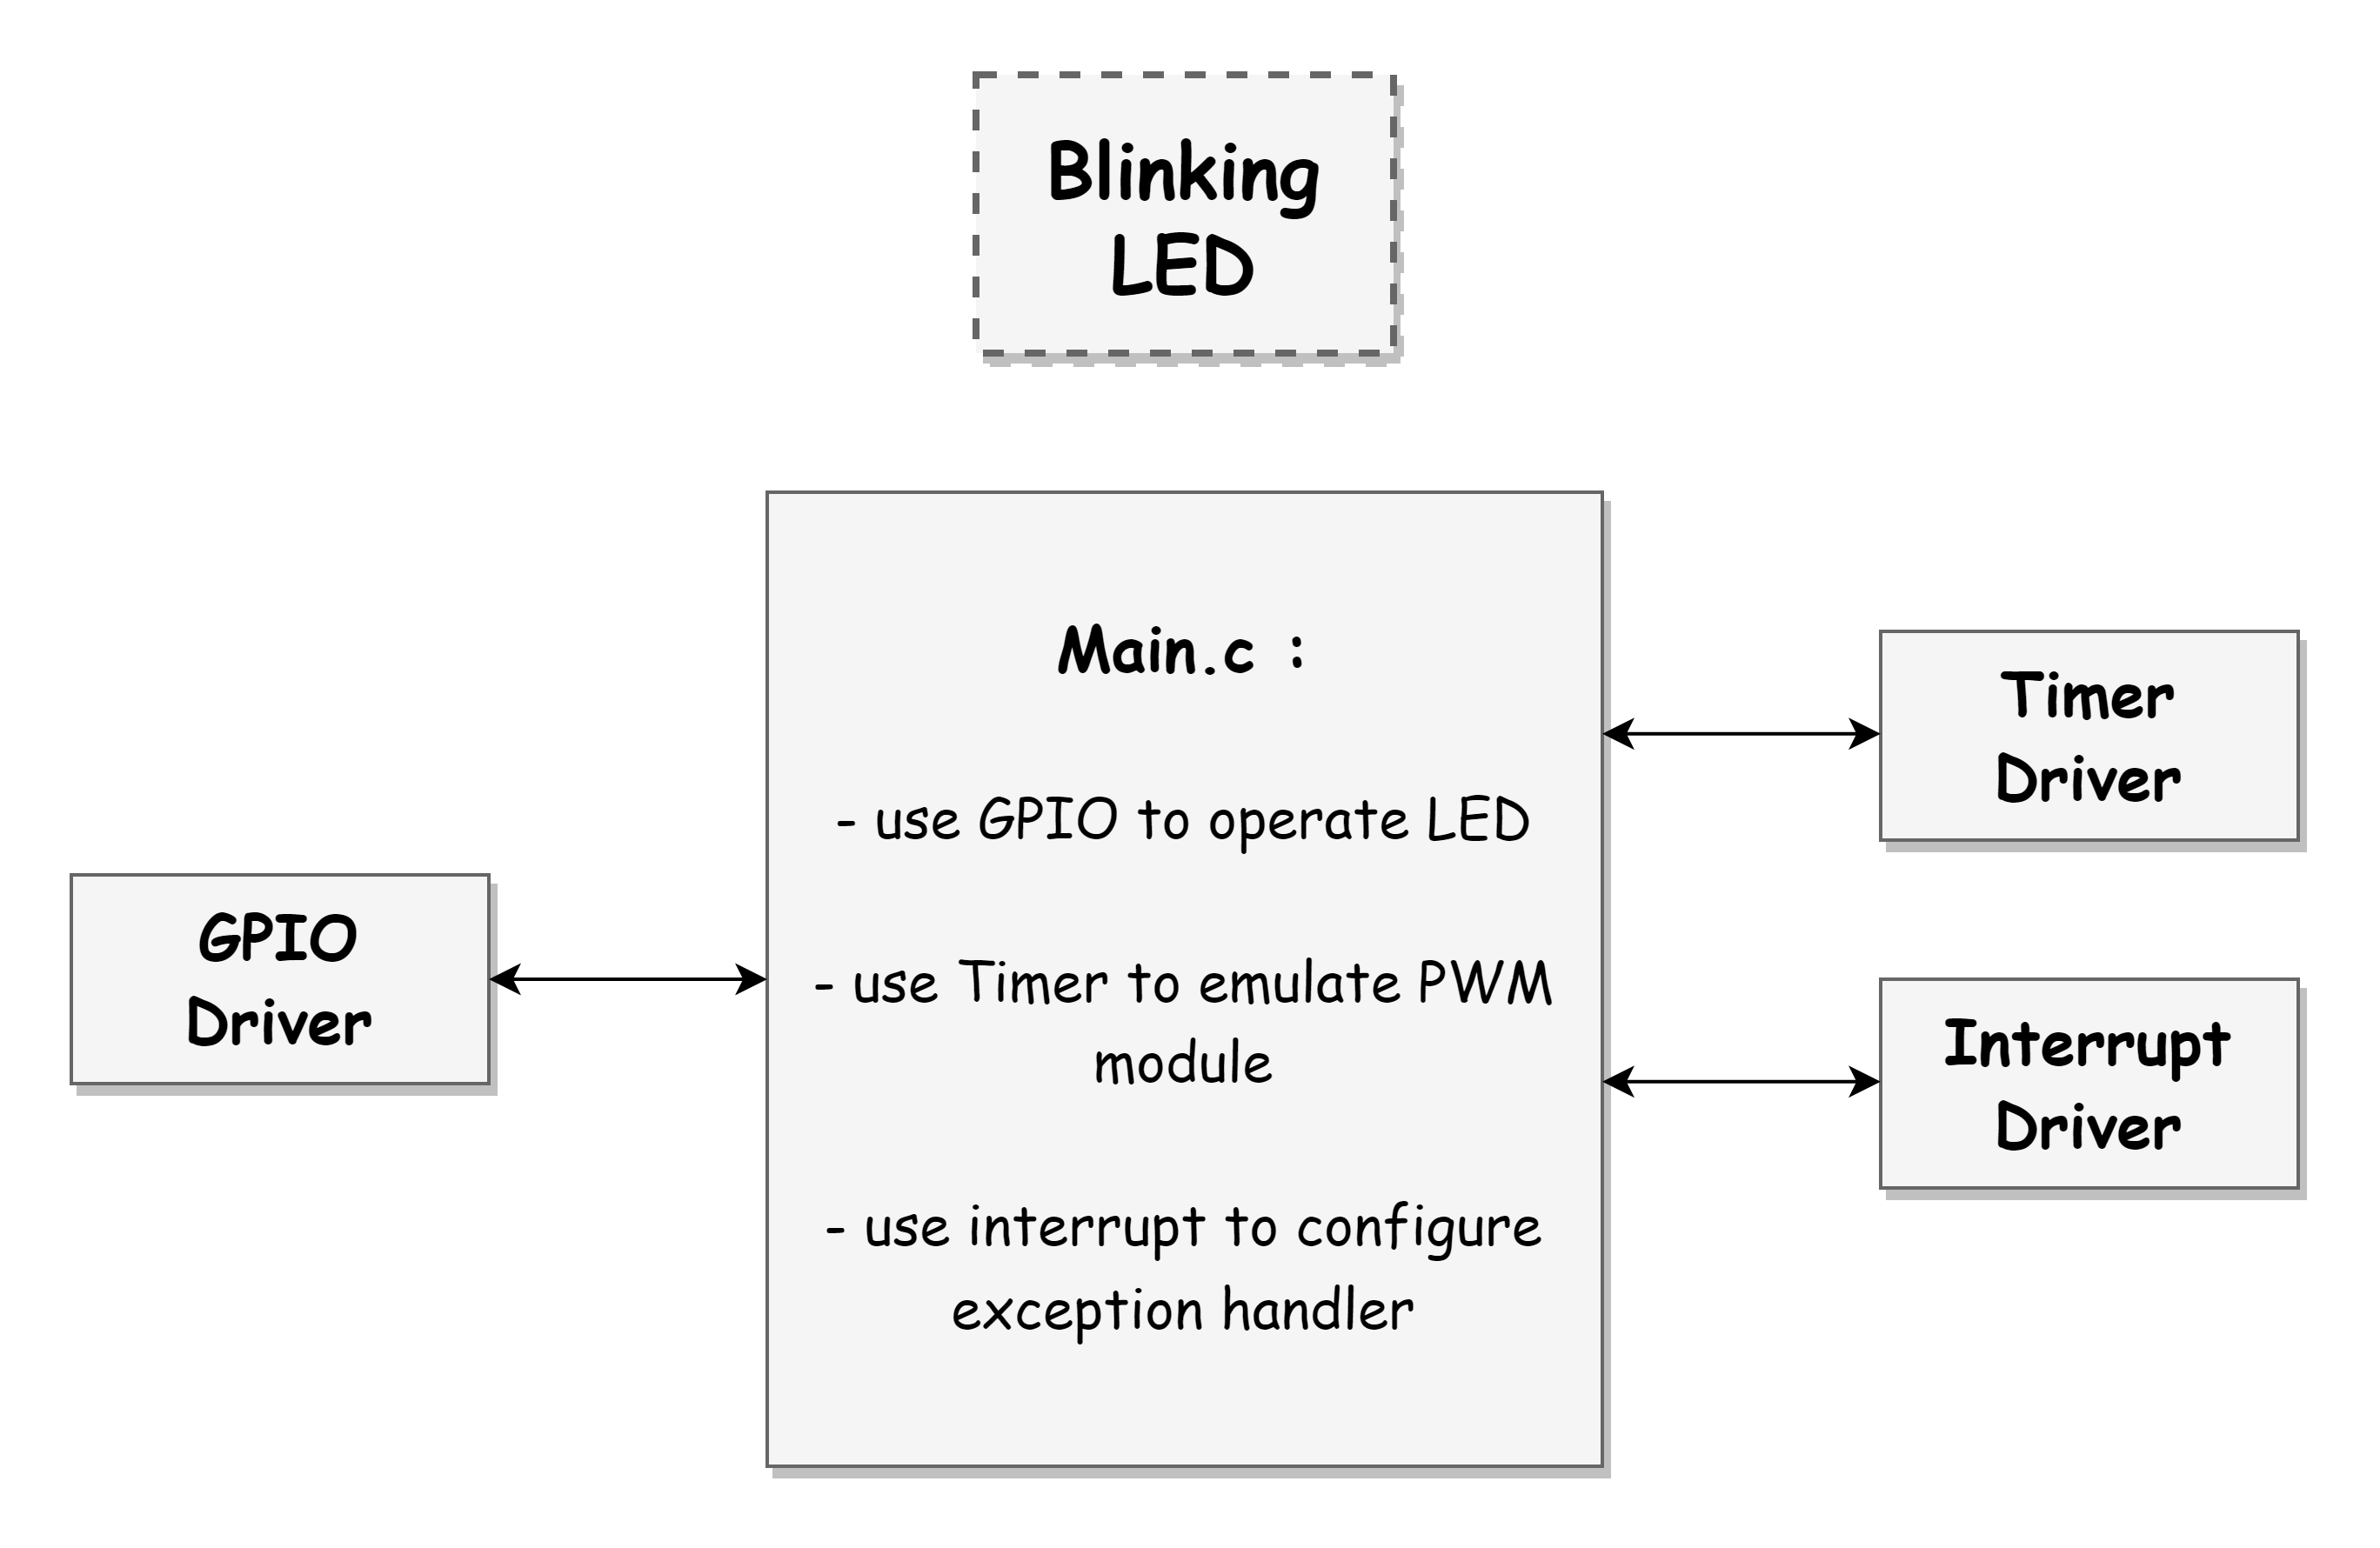 Blinking
LED
Main.c :
- use GPIO to operate LED
- use Timer to emulate PWM
module
- use interrupt to configure
exception handler
GPIO
Driver
Timer
Driver
Interrupt
Driver